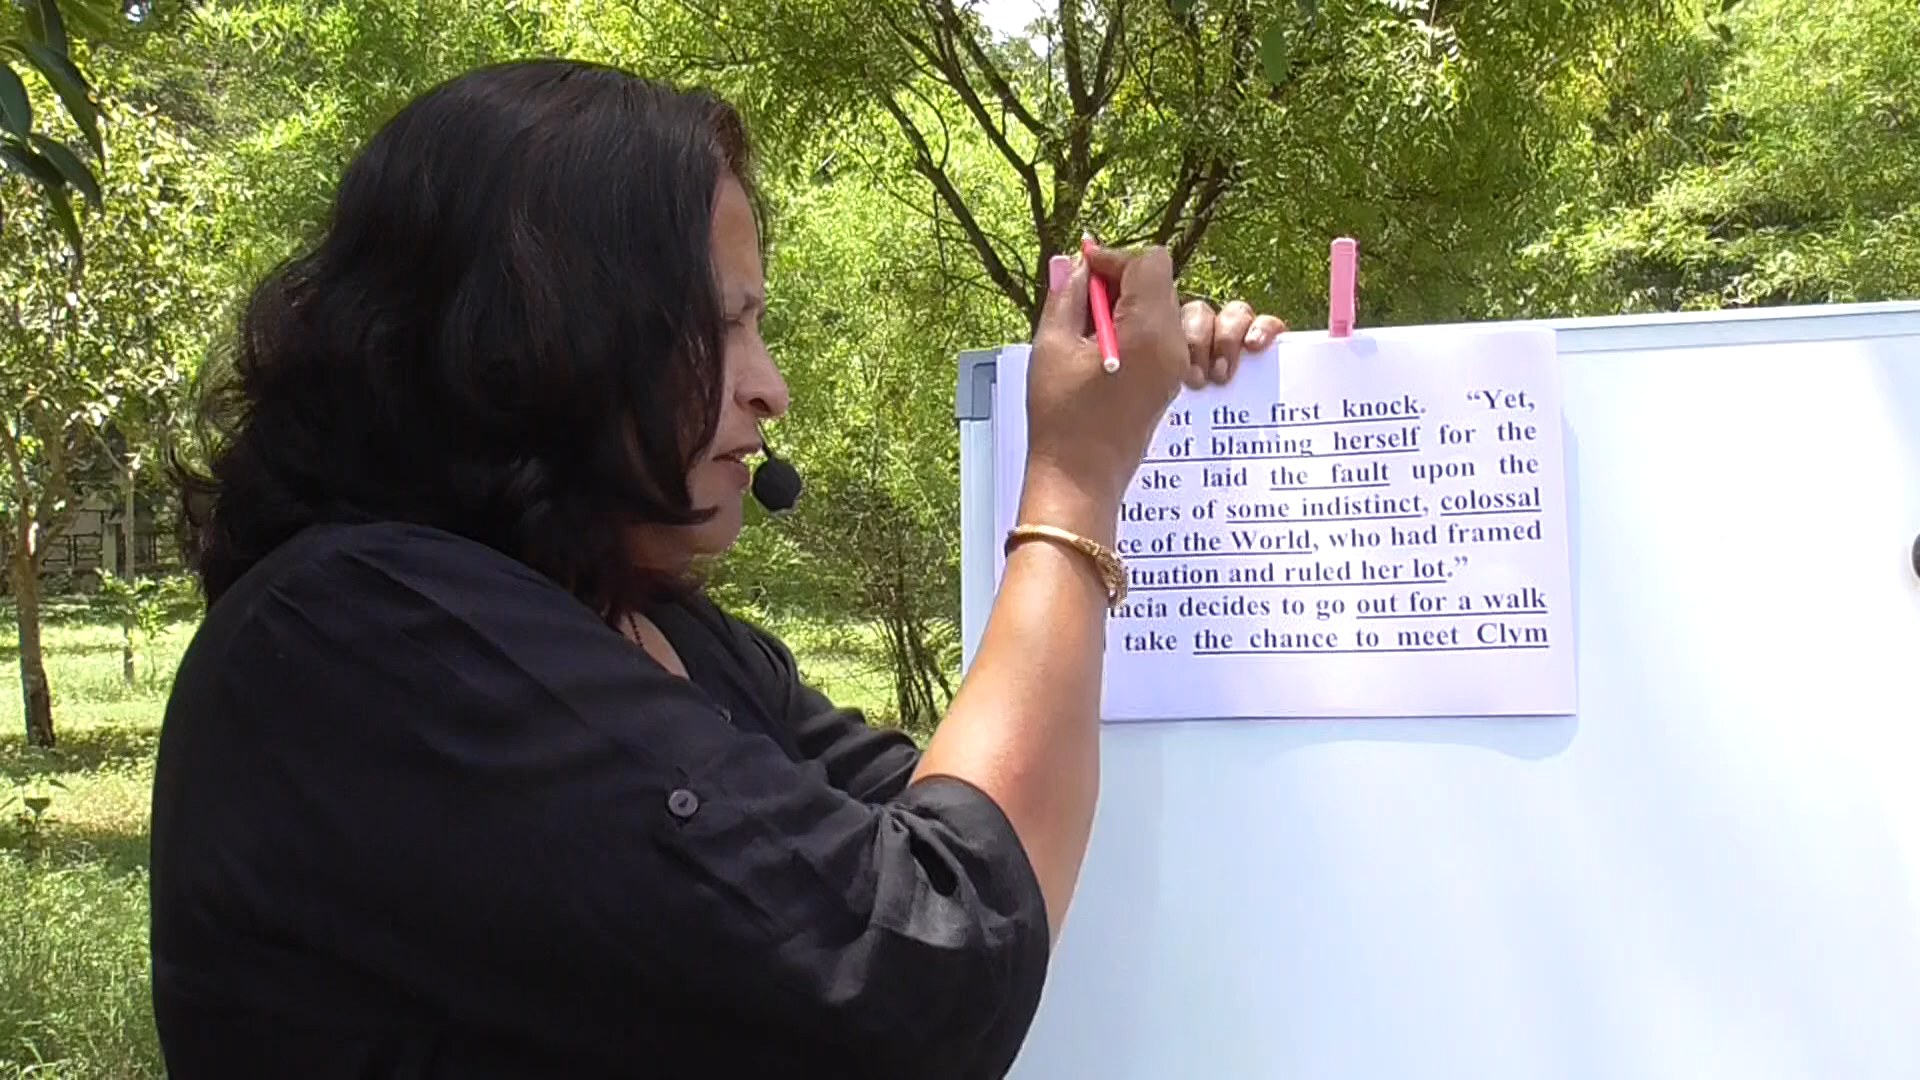 at the first knock. “Yet,
of blaming herself for the
she laid the fault upon the
lders of some indistinct, colossal
ce of the World, who had framed
tuation and ruled her lot.”
acia decides to go out for a walk
take the chance to meet Clym